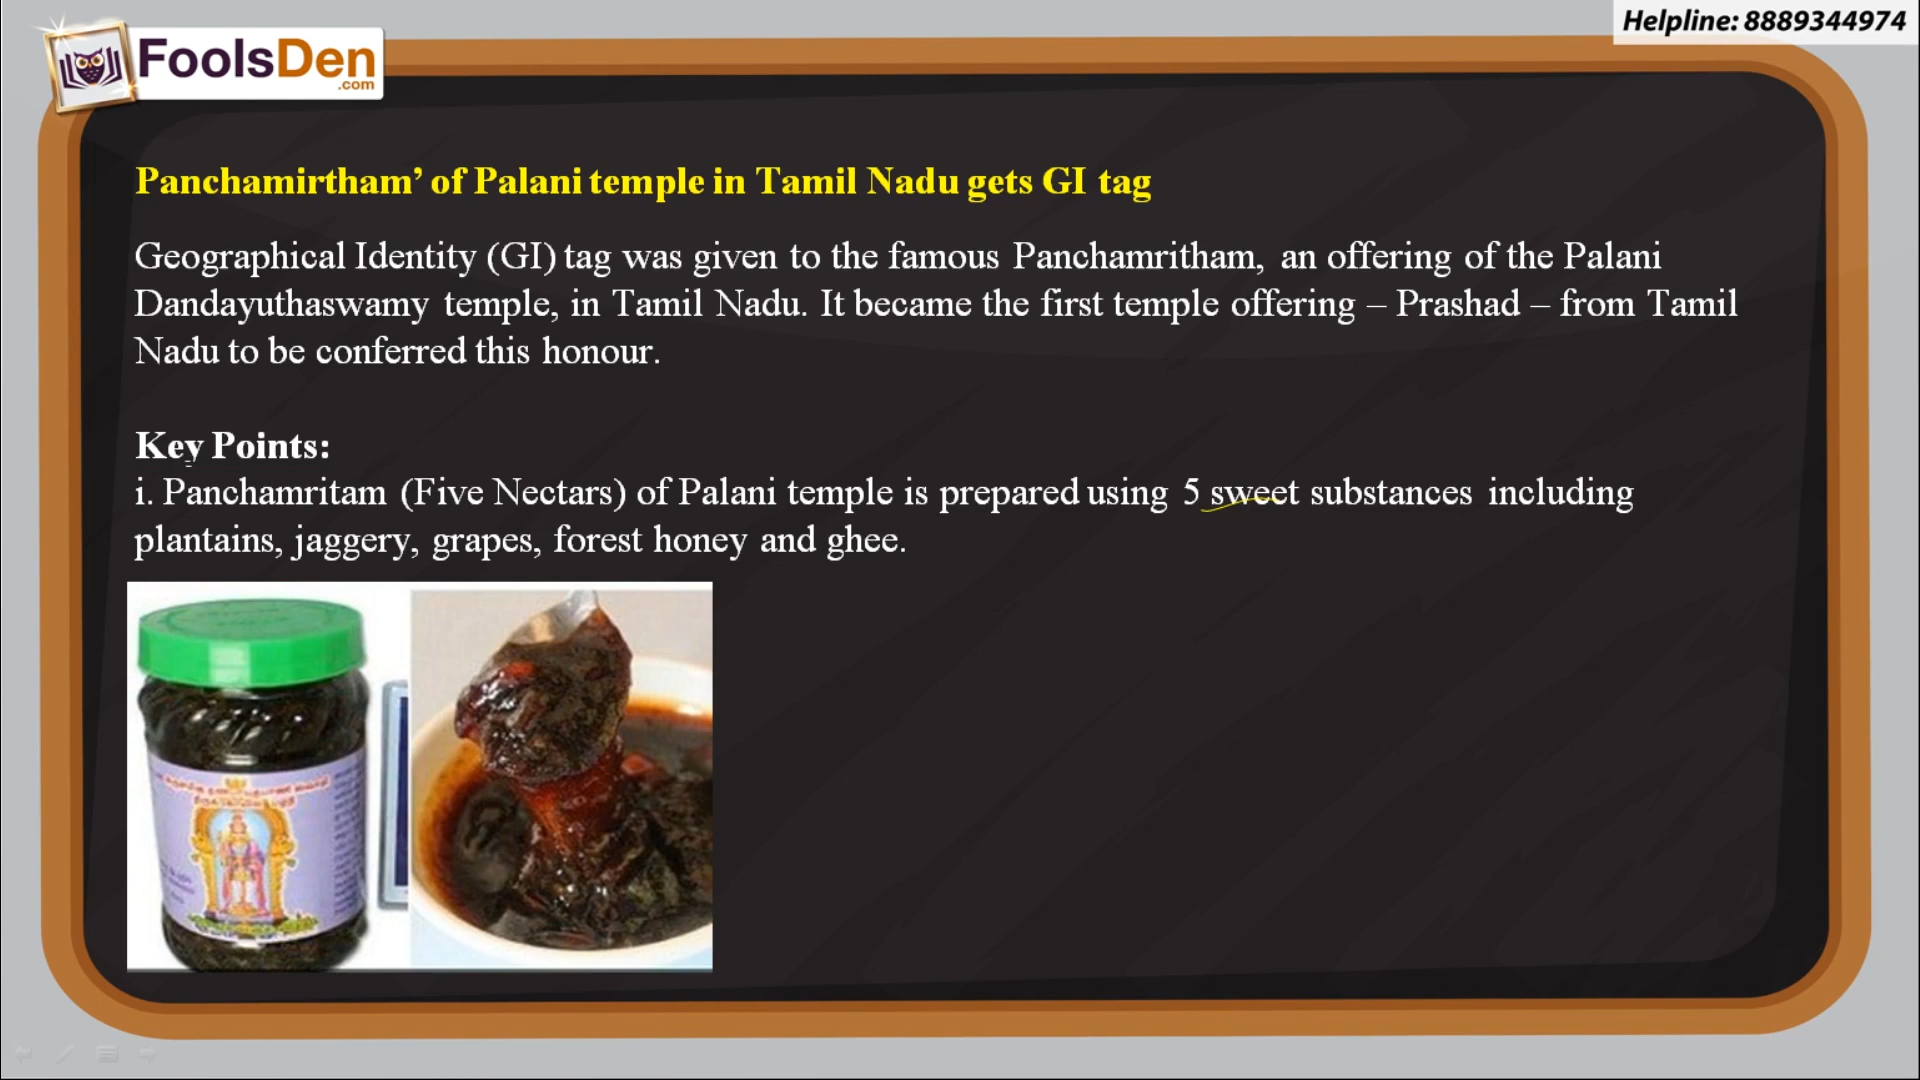 Helpline: 8889344974
FoolsDen
.com
Panchamirtham’ of Palani temple in Tamil Nadu gets GI tag
Geographical Identity (GI) tag was given to the famous Panchamritham, an offering of the Palani
Dandayuthaswamy temple, in Tamil Nadu. It became the first temple offering – Prashad – from Tamil
Nadu to be conferred this honour.
Key Points:
i. Panchamritam (Five Nectars) of Palani temple is prepared using 5 sweet substances including
plantains, jaggery, grapes, forest honey and ghee.